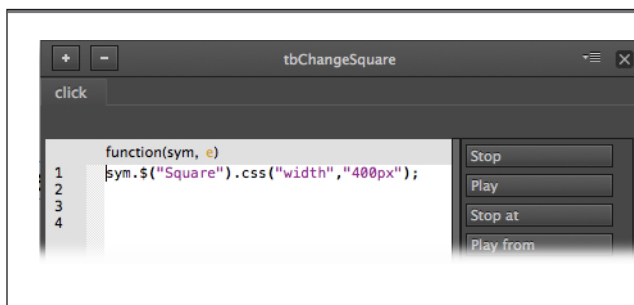 + - tbChangeSquare
click
function(sym, e)
1 sym.$("Square").css("width","400px");
2
3
4
Stop
Play
Stop at
Play from